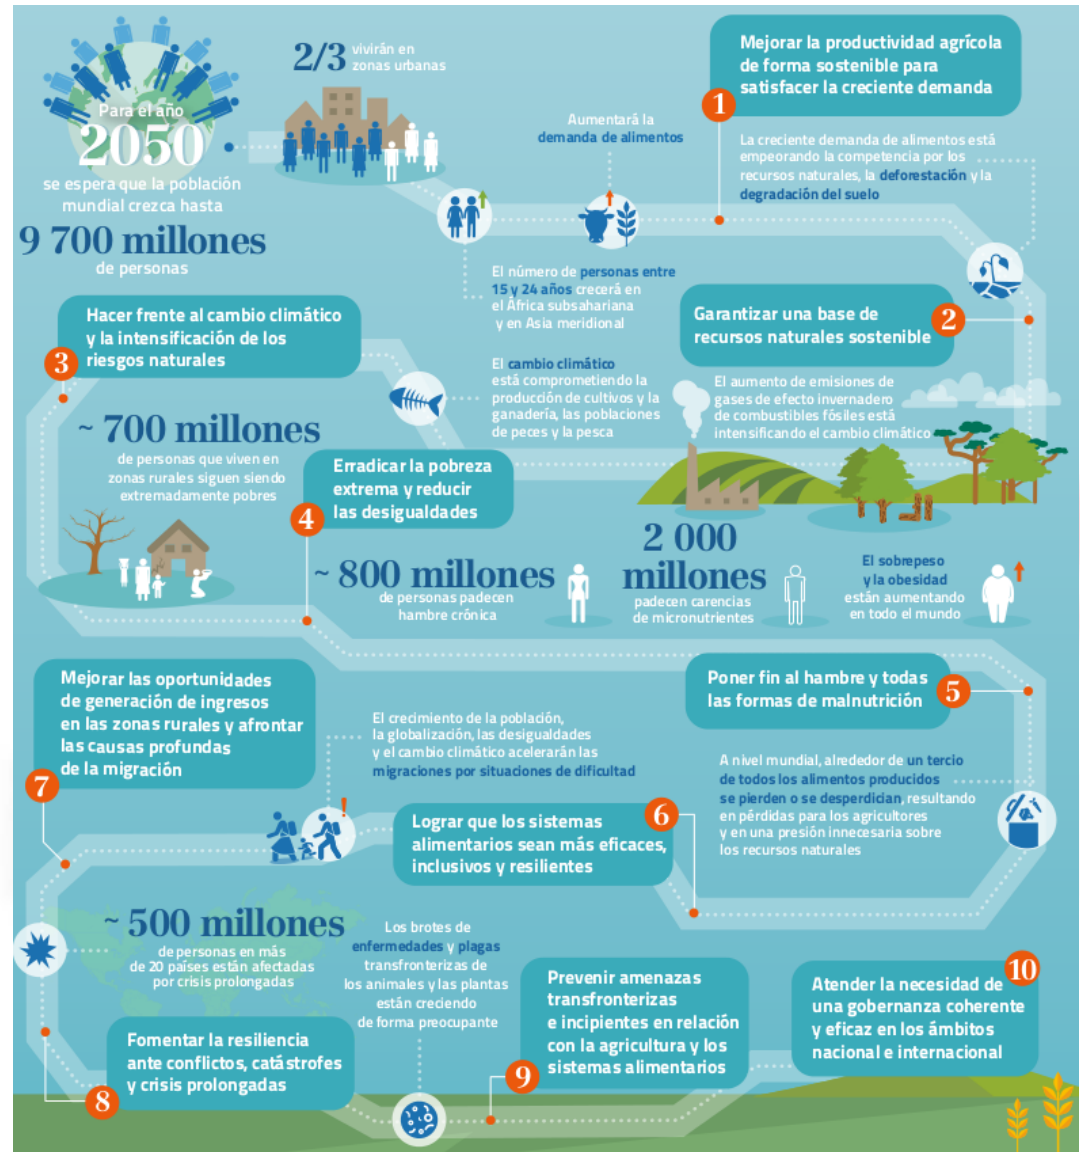 Para el año
2050
se espera que la población
mundial crezca hasta
9 700 millones
de personas
2/3 vivirán en
zonas urbanas
El número de personas entre
15 y 24 años crecerá en
el África subsahariana
y en Asia meridional
Aumentará la
demanda de alimentos
1
Mejorar la productividad agrícola
de forma sostenible para
satisfacer la creciente demanda
La creciente demanda de alimentos está
empeorando la competencia por los
recursos naturales, la deforestación y la
degradación del suelo
2
Garantizar una base de
recursos naturales sostenible
El aumento de emisiones de
gases de efecto invernadero
de combustibles fósiles está
intensificando el cambio climático
El cambio climático
está comprometiendo la
producción de cultivos y la
ganadería, las poblaciones
de peces y la pesca
3
Hacer frente al cambio climático
y la intensificación de los
riesgos naturales
~ 700 millones
de personas que viven en
zonas rurales siguen siendo
extremadamente pobres
4
Erradicar la pobreza
extrema y reducir
las desigualdades
~ 800 millones
de personas padecen
hambre crónica
2 000
millones
padecen carencias
de micronutrientes
El sobrepeso
y la obesidad
están aumentando
en todo el mundo
5
Poner fin al hambre y todas
las formas de malnutrición
A nivel mundial, alrededor de un tercio
de todos los alimentos producidos
se pierden o se desperdician, resultando
en pérdidas para los agricultores
y en una presión innecesaria sobre
los recursos naturales
6
Lograr que los sistemas
alimentarios sean más eficaces,
inclusivos y resilientes
El crecimiento de la población,
la globalización, las desigualdades
y el cambio climático acelerarán las
migraciones por situaciones de dificultad
!
7
Mejorar las oportunidades
de generación de ingresos
en las zonas rurales y afrontar
las causas profundas
de la migración
~ 500 millones
de personas en más
de 20 países están afectadas
por crisis prolongadas
8
Fomentar la resiliencia
ante conflictos, catástrofes
y crisis prolongadas
Los brotes de
enfermedades y plagas
transfronterizas de
los animales y las plantas
están creciendo
de forma preocupante
9
Prevenir amenazas
transfronterizas
e incipientes en relación
con la agricultura y los
sistemas alimentarios
10
Atender la necesidad de
una gobernanza coherente
y eficaz en los ámbitos
nacional e internacional